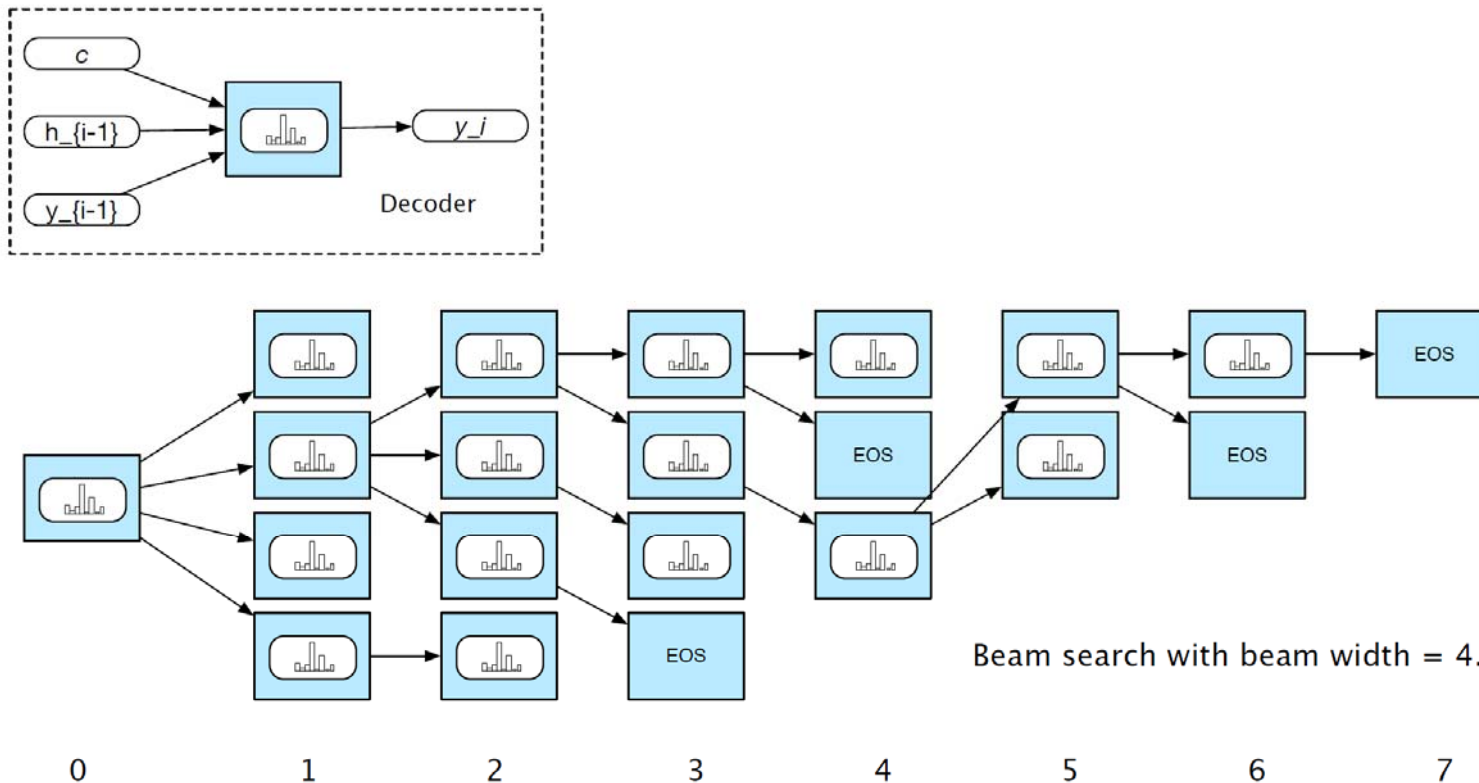 c
h_{i-1}
y_i
y_{i-1}
Decoder
EOS
EOS
EOS
EOS
EOS
Beam search with beam width = 4.
0 1 2 3 4 5 6 7